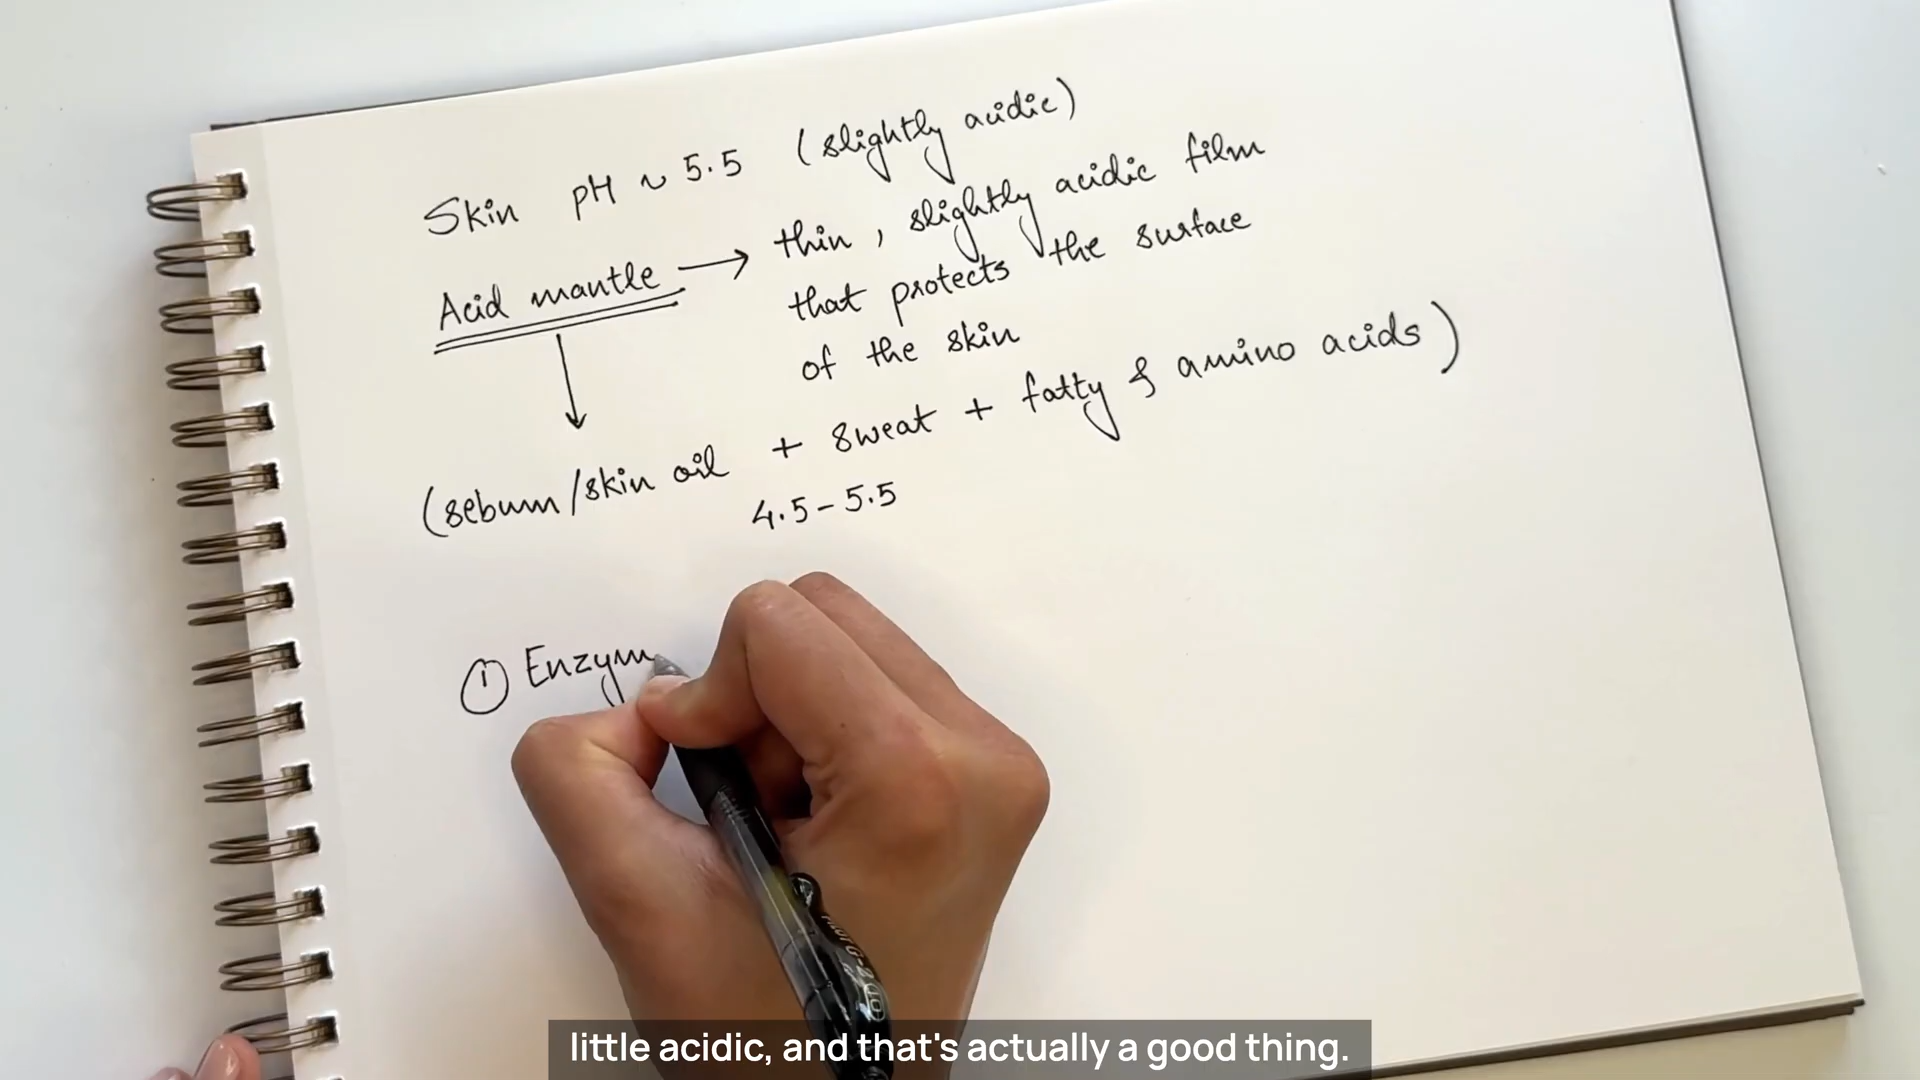 Skin pH ~ 5.5 (slightly acidic)
Acid mantle → thin, slightly acidic film
that protects the surface
of the skin
(sebum/skin oil + sweat + fatty & amino acids)
4.5-5.5
① Enzym
PILOT G-2
little acidic, and that's actually a good thing.